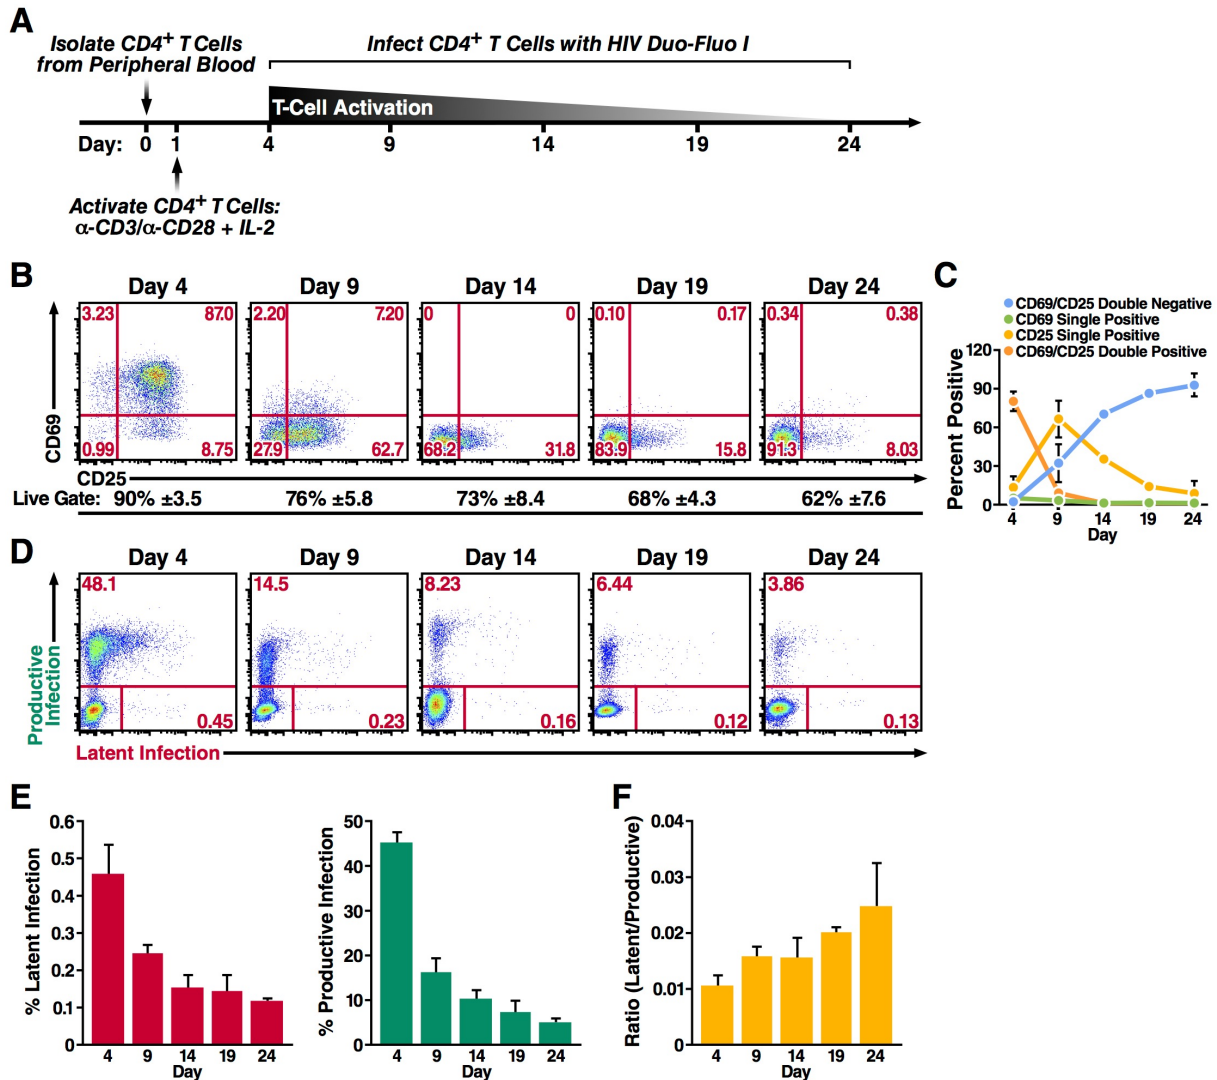 A
Isolate CD4+ T Cells
from Peripheral Blood
Infect CD4+ T Cells with HIV Duo-Fluo I
T-Cell Activation
Day: 0 1 4 9 14 19 24
Activate CD4+ T Cells:
α-CD3/α-CD28 + IL-2
B
Day 4 Day 9 Day 14 Day 19 Day 24
3.23 87.0 2.20 7.20 0 0 0.10 0.17 0.34 0.38
CD69
0.99 8.75 27.9 62.7 68.2 31.8 83.9 15.8 91.3 8.03
CD25
Live Gate: 90% ±3.5 76% ±5.8 73% ±8.4 68% ±4.3 62% ±7.6
C
CD69/CD25 Double Negative
CD69 Single Positive
CD25 Single Positive
CD69/CD25 Double Positive
Percent Positive
120
90
60
30
0
4 9 14 19 24
Day
D
Day 4 Day 9 Day 14 Day 19 Day 24
48.1 14.5 8.23 6.44 3.86
Productive
Infection
0.45 0.23 0.16 0.12 0.13
Latent Infection
E
% Latent Infection
0.6
0.5
0.4
0.3
0.2
0.1
0
4 9 14 19 24
Day
% Productive Infection
50
40
30
20
10
0
4 9 14 19 24
Day
F
Ratio (Latent/Productive)
0.04
0.03
0.02
0.01
0
4 9 14 19 24
Day